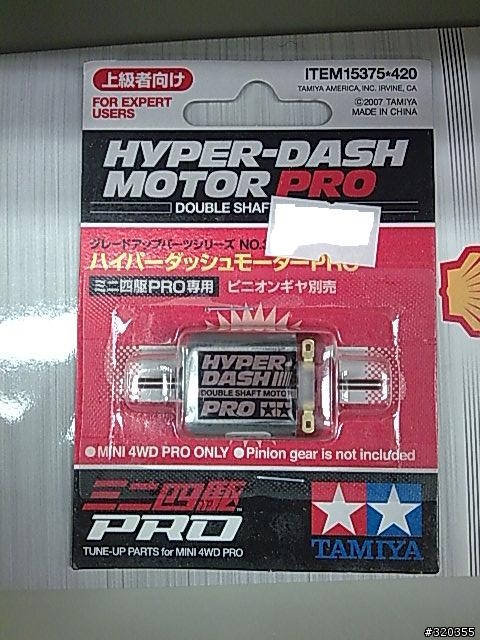 上級者向け
FOR EXPERT
USERS
ITEM15375★420
TAMIYA AMERICA, INC. IRVINE, CA
©2007 TAMIYA
MADE IN CHINA
HYPER-DASH
MOTOR PRO
DOUBLE SHAFT
グレードアップパーツシリーズ NO.
ハイパーダッシュモーターPRO
ミニ四駆PRO専用 ピニオンギヤ別売
HYPER
DASH
DOUBLE SHAFT MOTOR
PRO
●MINI 4WD PRO ONLY ●Pinion gear is not included
ミニ四駆
PRO
TUNE-UP PARTS for MINI 4WD PRO
TAMIYA
#320355